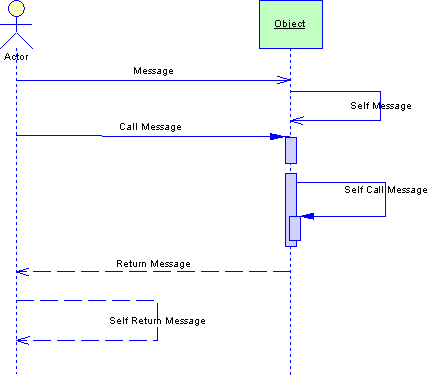 Object
Actor
Message
Self Message
Call Message
Self Call Message
Return Message
Self Return Message